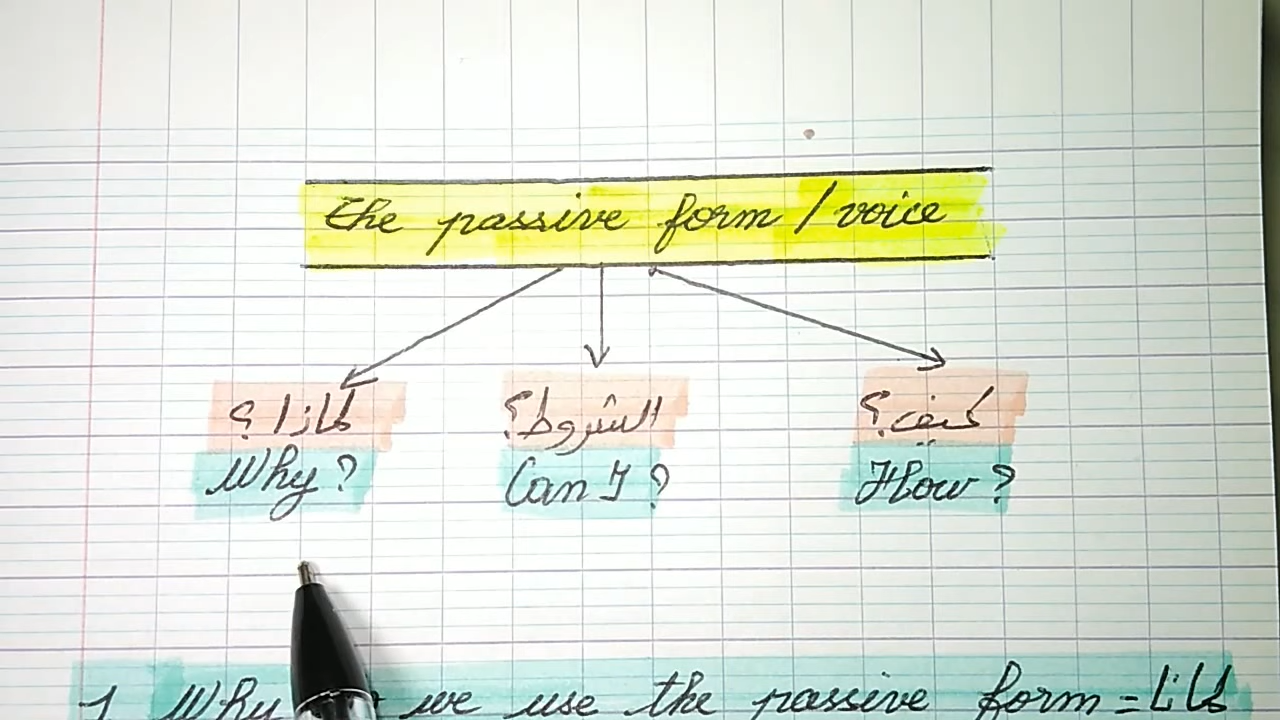 The passive form / voice
لماذا؟ الشروط؟ كيف؟
Why? Can I? How?
1 Why we use the passive form = لماذا